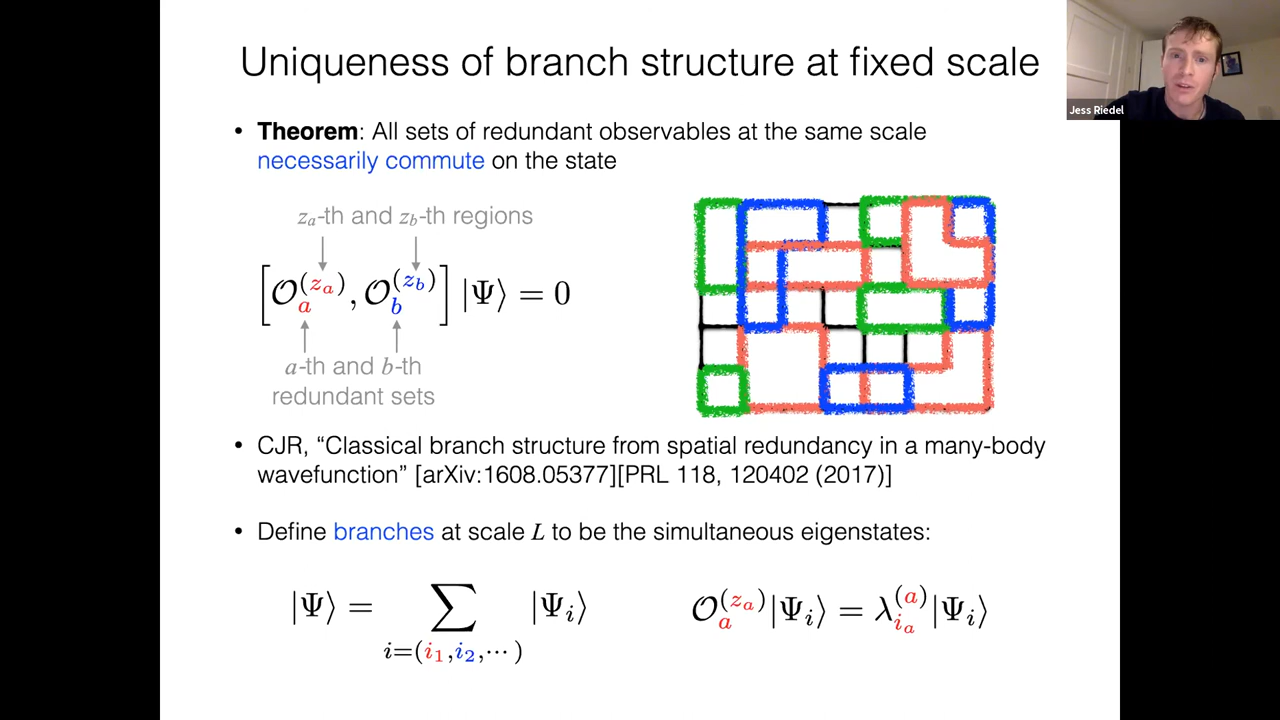 Uniqueness of branch structure at fixed scale
Jess Riedel
• Theorem: All sets of redundant observables at the same scale
necessarily commute on the state
z_a-th and z_b-th regions
[𝒪_a^(z_a), 𝒪_b^(z_b)] |Ψ⟩ = 0
a-th and b-th
redundant sets
• CJR, “Classical branch structure from spatial redundancy in a many-body
wavefunction” [arXiv:1608.05377][PRL 118, 120402 (2017)]
• Define branches at scale L to be the simultaneous eigenstates:
|Ψ⟩ = ∑_{i=(i_1,i_2,⋯)} |Ψ_i⟩
𝒪_a^(z_a)|Ψ_i⟩ = λ_{i_a}^(a)|Ψ_i⟩